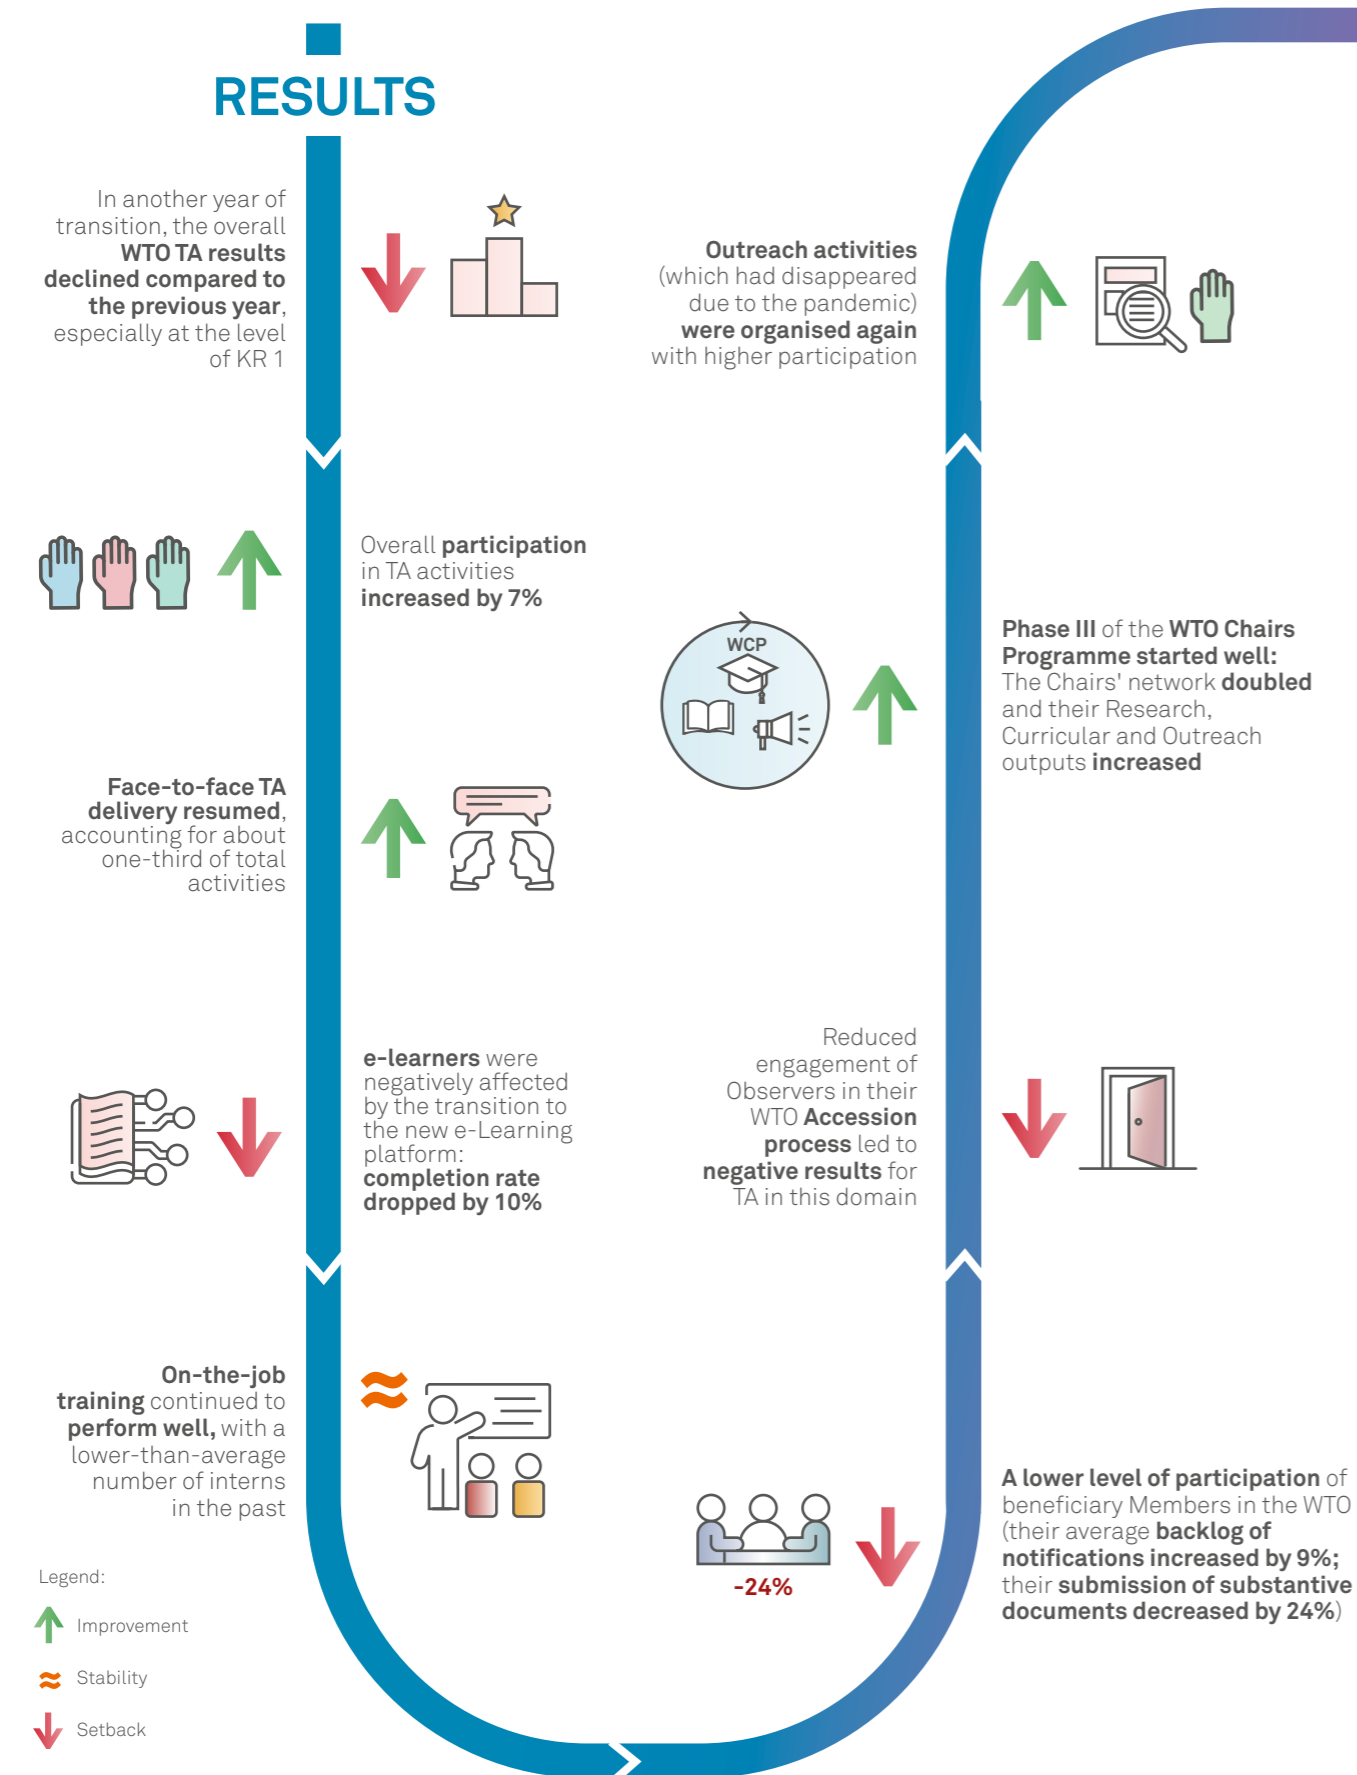 RESULTS
In another year of
transition, the overall
WTO TA results
declined compared to
the previous year,
especially at the level
of KR 1
Overall participation
in TA activities
increased by 7%
Face-to-face TA
delivery resumed,
accounting for about
one-third of total
activities
e-learners were
negatively affected
by the transition to
the new e-Learning
platform:
completion rate
dropped by 10%
On-the-job
training continued to
perform well, with a
lower-than-average
number of interns
in the past
Legend:
Improvement
Stability
Setback
-24%
A lower level of participation of
beneficiary Members in the WTO
(their average backlog of
notifications increased by 9%;
their submission of substantive
documents decreased by 24%)
Reduced
engagement of
Observers in their
WTO Accession
process led to
negative results for
TA in this domain
WCP
Phase III of the WTO Chairs
Programme started well:
The Chairs' network doubled
and their Research,
Curricular and Outreach
outputs increased
Outreach activities
(which had disappeared
due to the pandemic)
were organised again
with higher participation